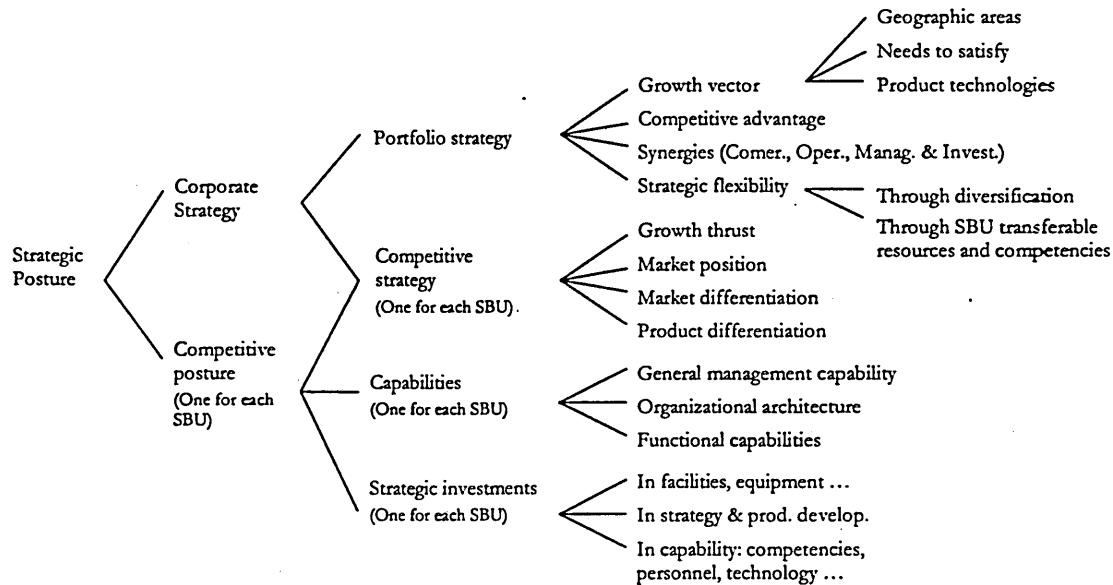 Strategic
Posture
Corporate
Strategy
Competitive
posture
(One for each
SBU)
Portfolio strategy
Competitive
strategy
(One for each SBU).
Capabilities
(One for each SBU)
Strategic investments
(One for each SBU)
Growth vector
Competitive advantage
Synergies (Comer., Oper., Manag. & Invest.)
Strategic flexibility
Growth thrust
Market position
Market differentiation
Product differentiation
General management capability
Organizational architecture
Functional capabilities
In facilities, equipment ...
In strategy & prod. develop.
In capability: competencies,
personnel, technology ...
Geographic areas
Needs to satisfy
Product technologies
Through diversification
Through SBU transferable
resources and competencies